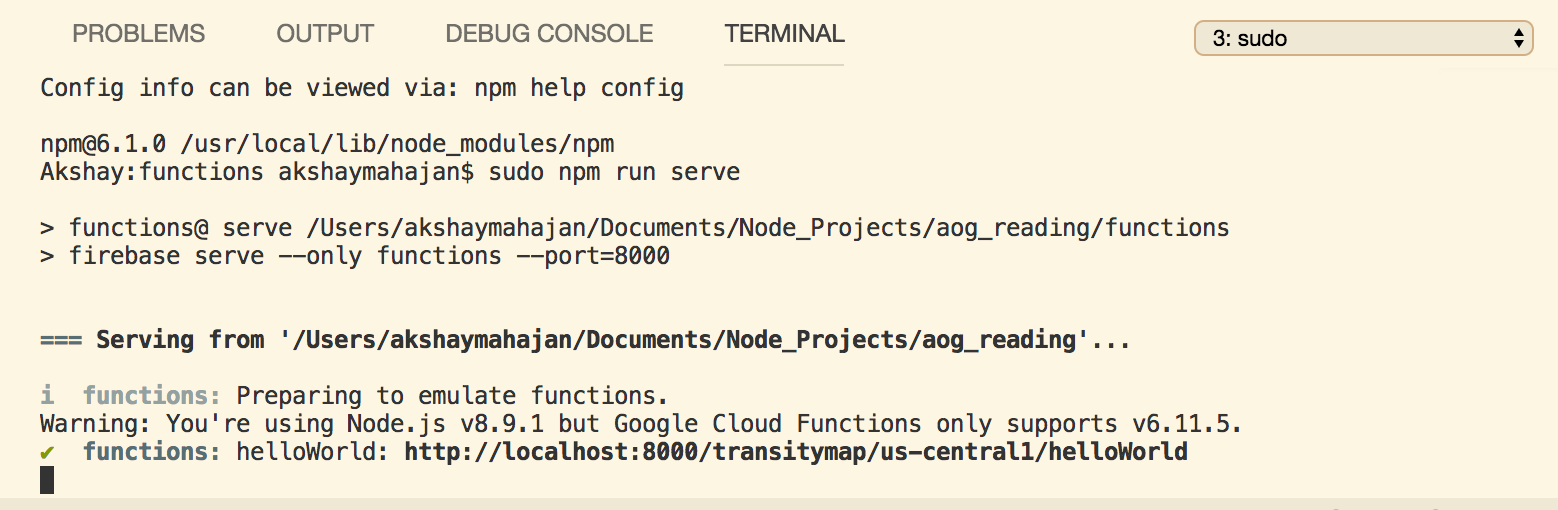 PROBLEMS OUTPUT DEBUG CONSOLE TERMINAL 3: sudo
Config info can be viewed via: npm help config
npm@6.1.0 /usr/local/lib/node_modules/npm
Akshay:functions akshaymahajan$ sudo npm run serve
> functions@ serve /Users/akshaymahajan/Documents/Node_Projects/aog_reading/functions
> firebase serve --only functions --port=8000
=== Serving from '/Users/akshaymahajan/Documents/Node_Projects/aog_reading'...
i  functions: Preparing to emulate functions.
Warning: You're using Node.js v8.9.1 but Google Cloud Functions only supports v6.11.5.
✔  functions: helloWorld: http://localhost:8000/transitymap/us-central1/helloWorld